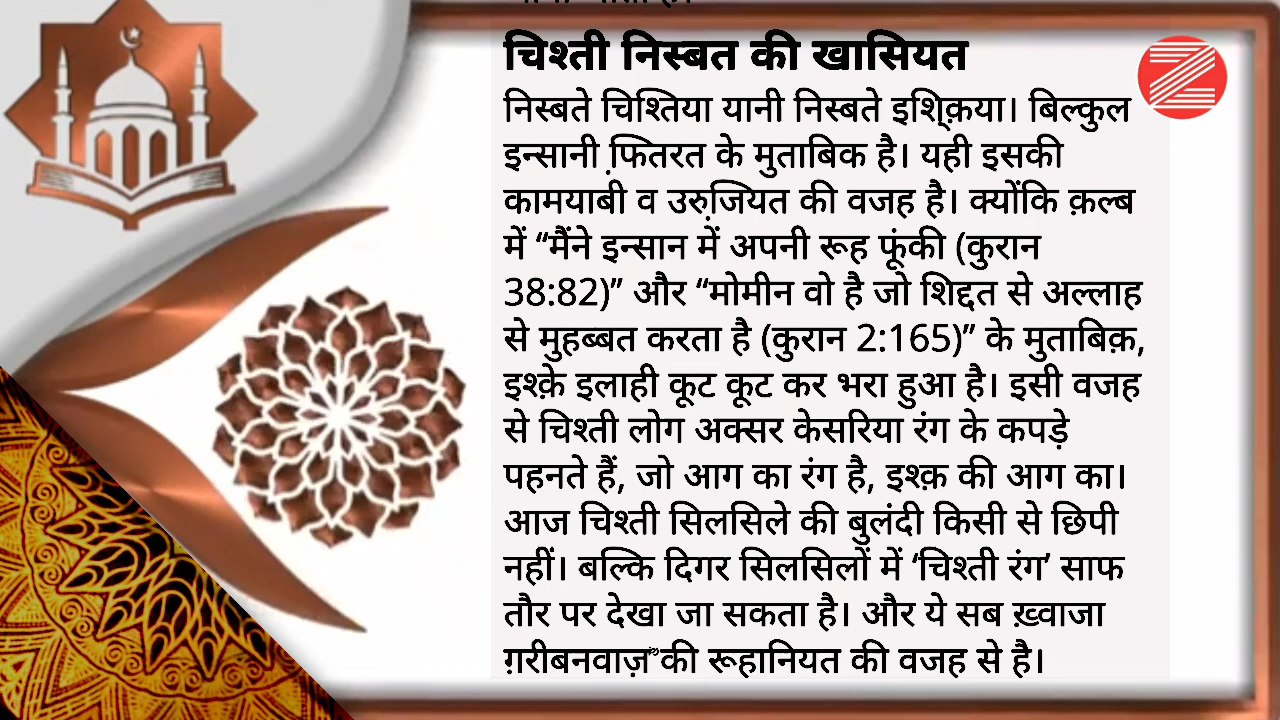 चिश्ती निस्बत की खासियत
निस्बते चिश्तिया यानी निस्बते इश्क़िया। बिल्कुल
इन्सानी फ़ितरत के मुताबिक है। यही इसकी
कामयाबी व उरुज़ियत की वजह है। क्योंकि क़ल्ब
में “मैंने इन्सान में अपनी रूह फूंकी (कुरान
38:82)” और “मोमीन वो है जो शिद्दत से अल्लाह
से मुहब्बत करता है (कुरान 2:165)” के मुताबिक़,
इश्क़े इलाही कूट कूट कर भरा हुआ है। इसी वजह
से चिश्ती लोग अक्सर केसरिया रंग के कपड़े
पहनते हैं, जो आग का रंग है, इश्क़ की आग का।
आज चिश्ती सिलसिले की बुलंदी किसी से छिपी
नहीं। बल्कि दिगर सिलसिलों में ‘चिश्ती रंग’ साफ
तौर पर देखा जा सकता है। और ये सब ख़्वाजा
ग़रीबनवाज़ की रूहानियत की वजह से है।